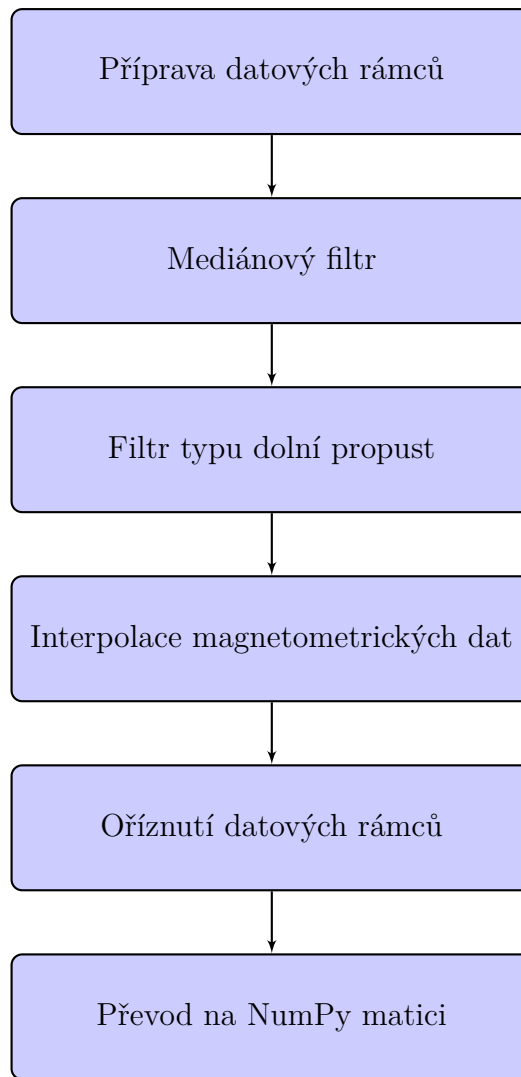 Příprava datových rámců
Mediánový filtr
Filtr typu dolní propust
Interpolace magnetometrických dat
Oříznutí datových rámců
Převod na NumPy matici